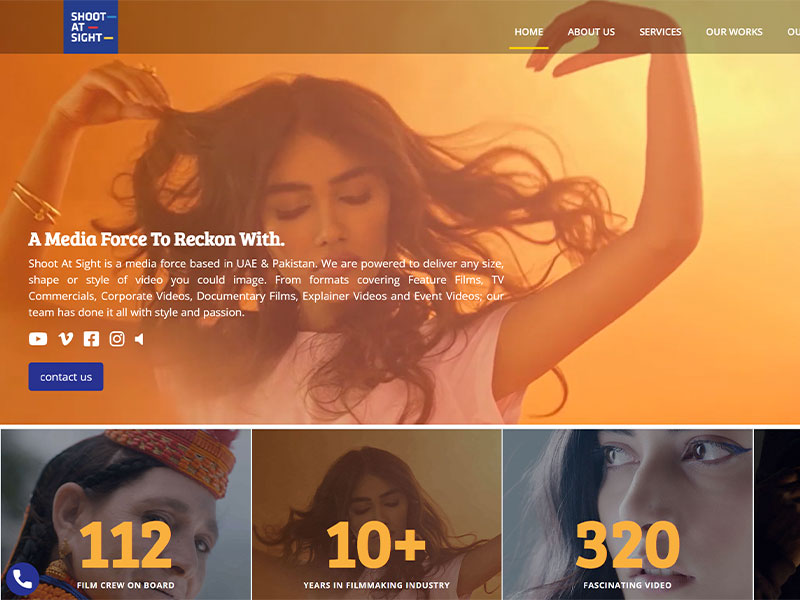 SHOOT
AT
SIGHT
HOME ABOUT US SERVICES OUR WORKS OU
A Media Force To Reckon With.
Shoot At Sight is a media force based in UAE & Pakistan. We are powered to deliver any size,
shape or style of video you could image. From formats covering Feature Films, TV
Commercials, Corporate Videos, Documentary Films, Explainer Videos and Event Videos; our
team has done it all with style and passion.
contact us
112 10+ 320
FILM CREW ON BOARD YEARS IN FILMMAKING INDUSTRY FASCINATING VIDEO